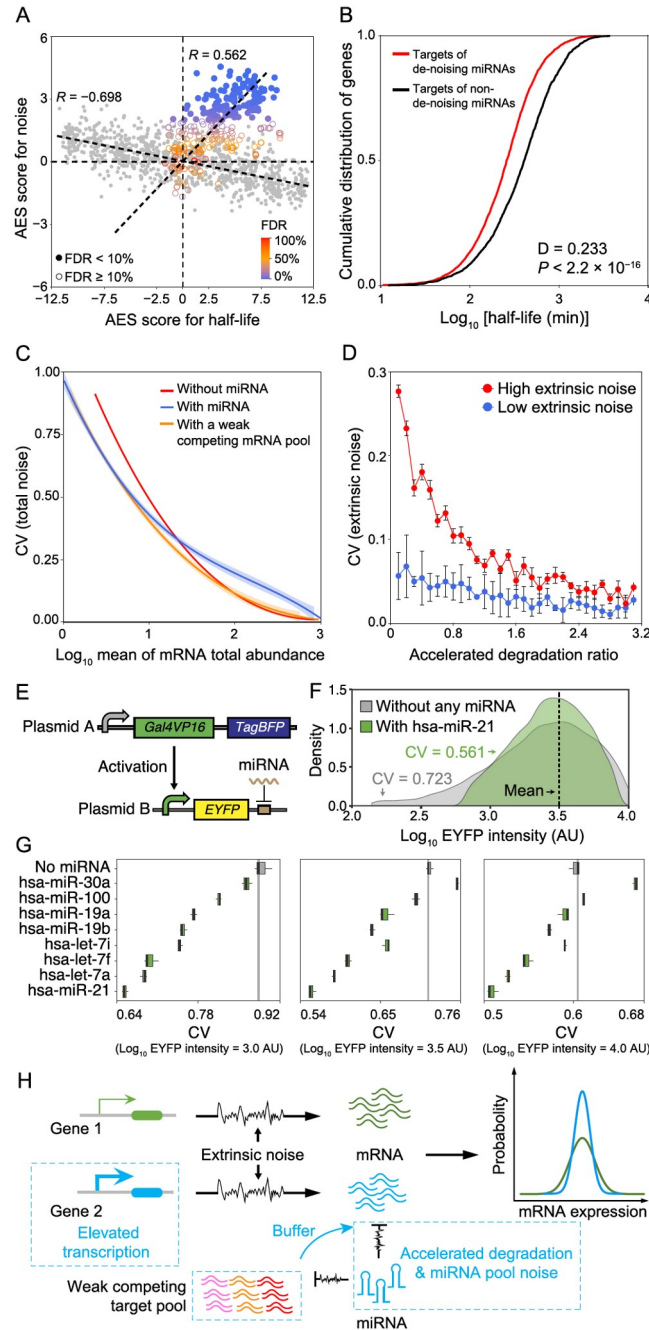 A
R = 0.562
R = −0.698
AES score for noise
6
3
0
−3
−6
FDR
100%
50%
0%
FDR < 10%
FDR ≥ 10%
−12.5
−7.5
−4
0
4
7.5
12.5
AES score for half-life
B
Cumulative distribution of genes
1.0
0.5
0.0
Targets of
de-noising miRNAs
Targets of non-
de-noising miRNAs
D = 0.233
P < 2.2 × 10−16
1
2
3
4
Log10 [half-life (min)]
C
CV (total noise)
1.00
0.75
0.50
0.25
0.00
Without miRNA
With miRNA
With a weak
competing mRNA pool
0
1
2
3
Log10 mean of mRNA total abundance
D
CV (extrinsic noise)
0.3
0.2
0.1
0.0
High extrinsic noise
Low extrinsic noise
0
0.8
1.6
2.4
3.2
Accelerated degradation ratio
E
Plasmid A
Gal4VP16
TagBFP
Activation
miRNA
Plasmid B
EYFP
F
Density
1.5
1.0
0.5
0.0
Without any miRNA
With hsa-miR-21
CV = 0.561
CV = 0.723
Mean
2.0
2.5
3.0
3.5
4.0
Log10 EYFP intensity (AU)
G
No miRNA
hsa-miR-30a
hsa-miR-100
hsa-miR-19a
hsa-miR-19b
hsa-let-7i
hsa-let-7f
hsa-let-7a
hsa-miR-21
0.64
0.78
0.92
CV
(Log10 EYFP intensity = 3.0 AU)
0.54
0.65
0.76
CV
(Log10 EYFP intensity = 3.5 AU)
0.5
0.6
0.68
CV
(Log10 EYFP intensity = 4.0 AU)
H
Gene 1
Extrinsic noise
mRNA
Gene 2
Elevated
transcription
Buffer
Weak competing
target pool
Accelerated degradation
& miRNA pool noise
miRNA
Probability
mRNA expression